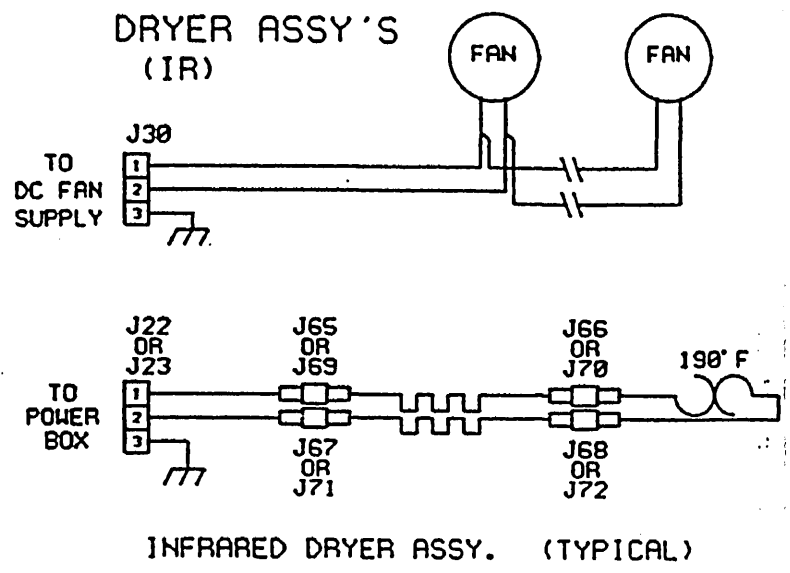 DRYER ASSY'S
(IR)
FAN
FAN
J30
TO
DC FAN
SUPPLY
1
2
3
J22
OR
J23
J65
OR
J69
J66
OR
J70
190° F
TO
POWER
BOX
1
2
3
J67
OR
J71
J68
OR
J72
INFRARED DRYER ASSY. (TYPICAL)